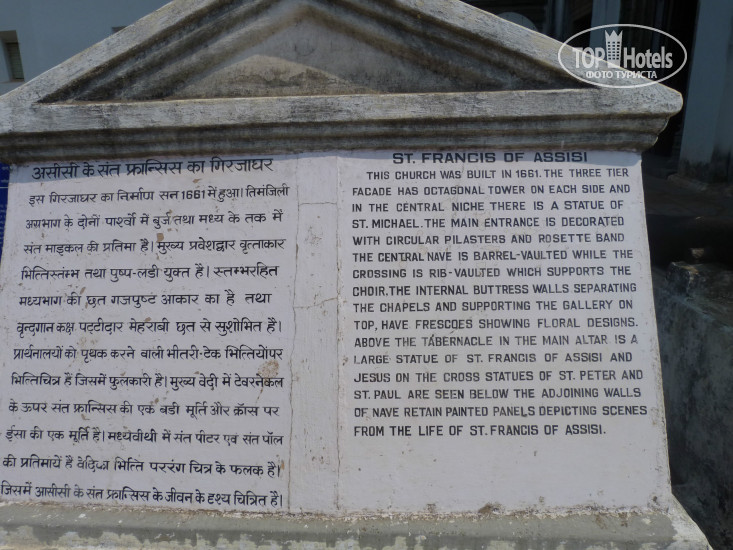 TOPHotels
ФОТО ТУРИСТА
असीसी के संत फ्रान्सिस का गिरजाघर
इस गिरजाघर का निर्माण सन 1661 में हुआ। तिमंजिली
अग्रभाग के दोनों पार्श्वो में बुर्ज तथा मध्य के तक में
संत माइकल की प्रतिमा है। मुख्य प्रवेशद्वार वृत्ताकार
भित्तिस्तंभ तथा पुष्प-लडी युक्त है। स्तम्भरहित
मध्यभाग की छत गजपुष्ट आकार का है तथा
वृन्दगान कक्ष पट्टीदार मेहराबी छत से सुशोभित है।
प्रार्थनालयों को पृथक करने वाली भीतरी-टेक भित्तियोंपर
भित्तिचित्र है जिसमें फुलकारी है। मुख्य वेदी में टेवरनेकल
के ऊपर संत फ्रान्सिस की एक बडी मूर्ति और क्रॉस पर
ईसा की एक मूर्ति है। मध्यवीथी में संत पीटर एवं संत पॉल
की प्रतिमायें है वेदिका भित्ति पररंग चित्र के फलक है।
जिसमें आसीसी के संत फ्रान्सिस के जीवन के दृश्य चित्रित है।
ST. FRANCIS OF ASSISI
THIS CHURCH WAS BUILT IN 1661. THE THREE TIER
FACADE HAS OCTAGONAL TOWER ON EACH SIDE AND
IN THE CENTRAL NICHE THERE IS A STATUE OF
ST. MICHAEL. THE MAIN ENTRANCE IS DECORATED
WITH CIRCULAR PILASTERS AND ROSETTE BAND
THE CENTRAL NAVE IS BARREL-VAULTED WHILE THE
CROSSING IS RIB-VAULTED WHICH SUPPORTS THE
CHOIR. THE INTERNAL BUTTRESS WALLS SEPARATING
THE CHAPELS AND SUPPORTING THE GALLERY ON
TOP, HAVE FRESCOES SHOWING FLORAL DESIGNS.
ABOVE THE TABERNACLE IN THE MAIN ALTAR IS A
LARGE STATUE OF ST. FRANCIS OF ASSISI AND
JESUS ON THE CROSS STATUES OF ST. PETER AND
ST. PAUL ARE SEEN BELOW THE ADJOINING WALLS
OF NAVE RETAIN PAINTED PANELS DEPICTING SCENES
FROM THE LIFE OF ST. FRANCIS OF ASSISI.